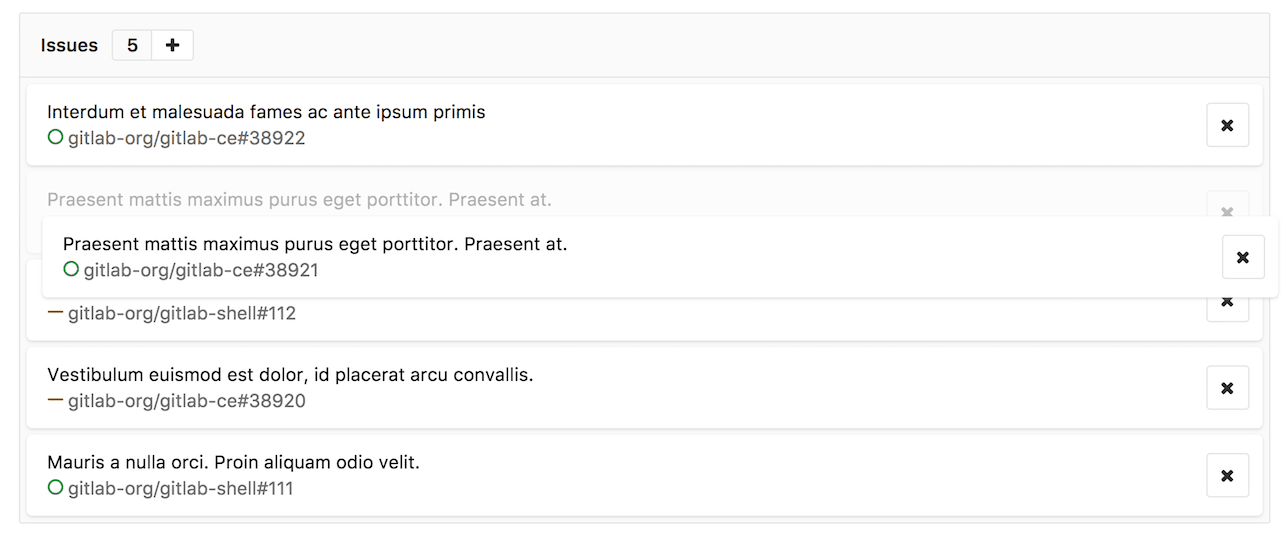 Issues 5
Interdum et malesuada fames ac ante ipsum primis
gitlab-org/gitlab-ce#38922
Praesent mattis maximus purus eget porttitor. Praesent at.
Praesent mattis maximus purus eget porttitor. Praesent at.
gitlab-org/gitlab-ce#38921
gitlab-org/gitlab-shell#112
Vestibulum euismod est dolor, id placerat arcu convallis.
gitlab-org/gitlab-ce#38920
Mauris a nulla orci. Proin aliquam odio velit.
gitlab-org/gitlab-shell#111